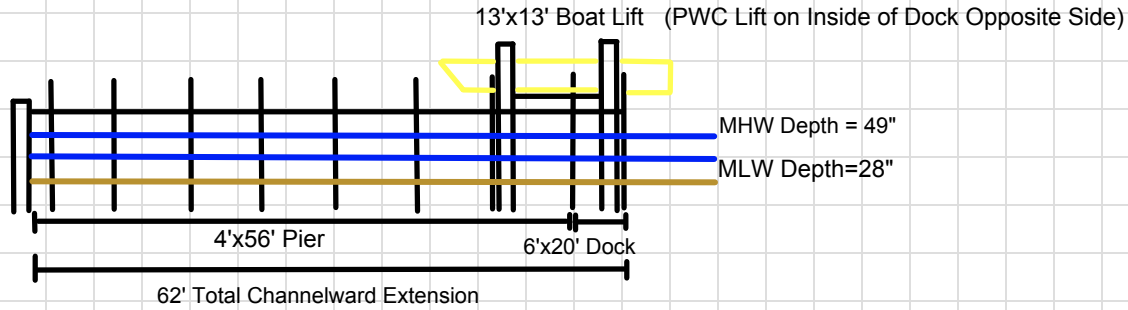 13'x13' Boat Lift (PWC Lift on Inside of Dock Opposite Side)
MHW Depth = 49"
MLW Depth=28"
4'x56' Pier
6'x20' Dock
62' Total Channelward Extension